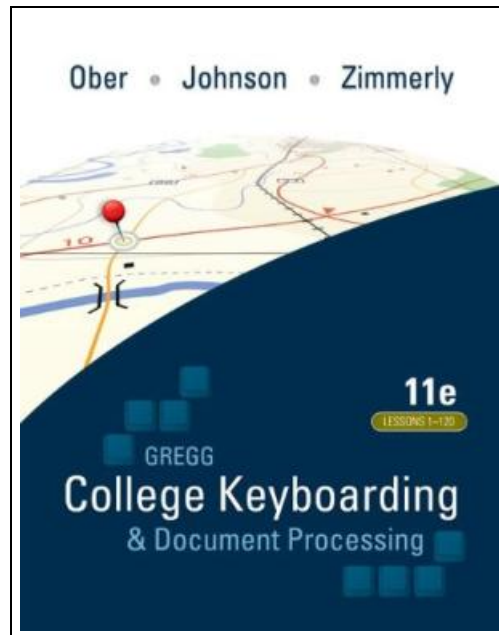 Ober • Johnson • Zimmerly
10
11e
LESSONS 1–120
GREGG
College Keyboarding
& Document Processing